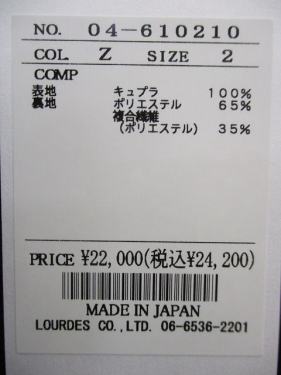 NO. 04-610210
COL. Z SIZE 2
COMP
表地 キュプラ 100%
裏地 ポリエステル 65%
複合繊維
(ポリエステル) 35%
PRICE ¥22,000(税込¥24,200)
MADE IN JAPAN
LOURDES CO.,LTD. 06-6536-2201